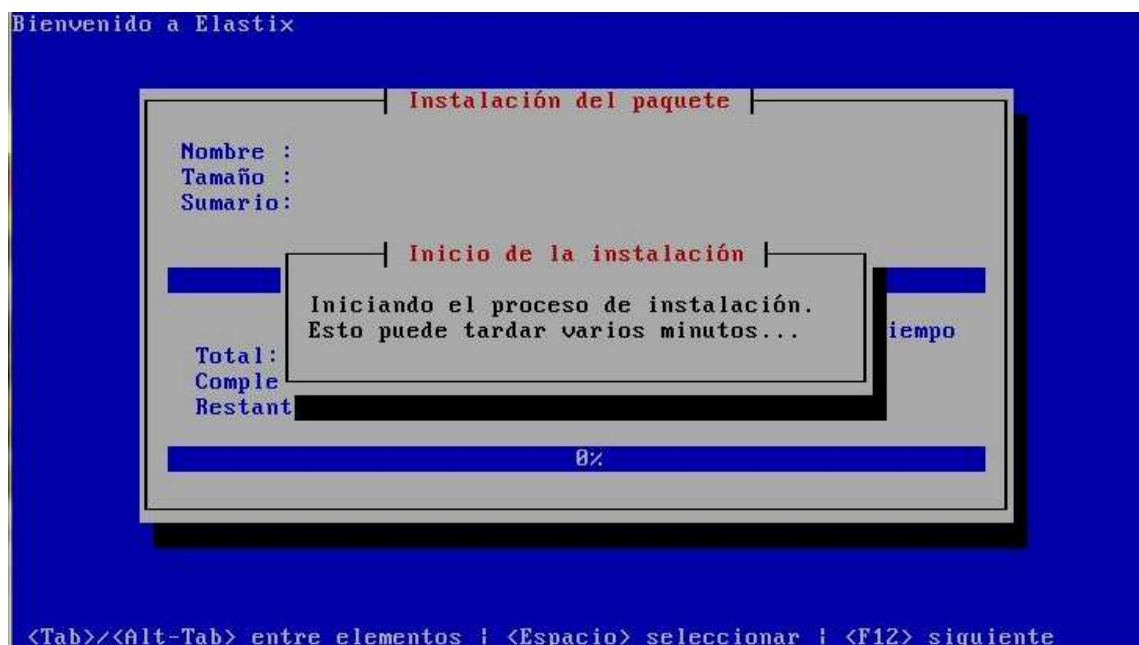 Bienvenido a Elastix
Instalación del paquete
Nombre :
Tamaño :
Sumario:
Inicio de la instalación
Iniciando el proceso de instalación.
Esto puede tardar varios minutos...
iempo
Total:
Comple
Restant
0%
<Tab>/<Alt-Tab> entre elementos | <Espacio> seleccionar | <F12> siguiente